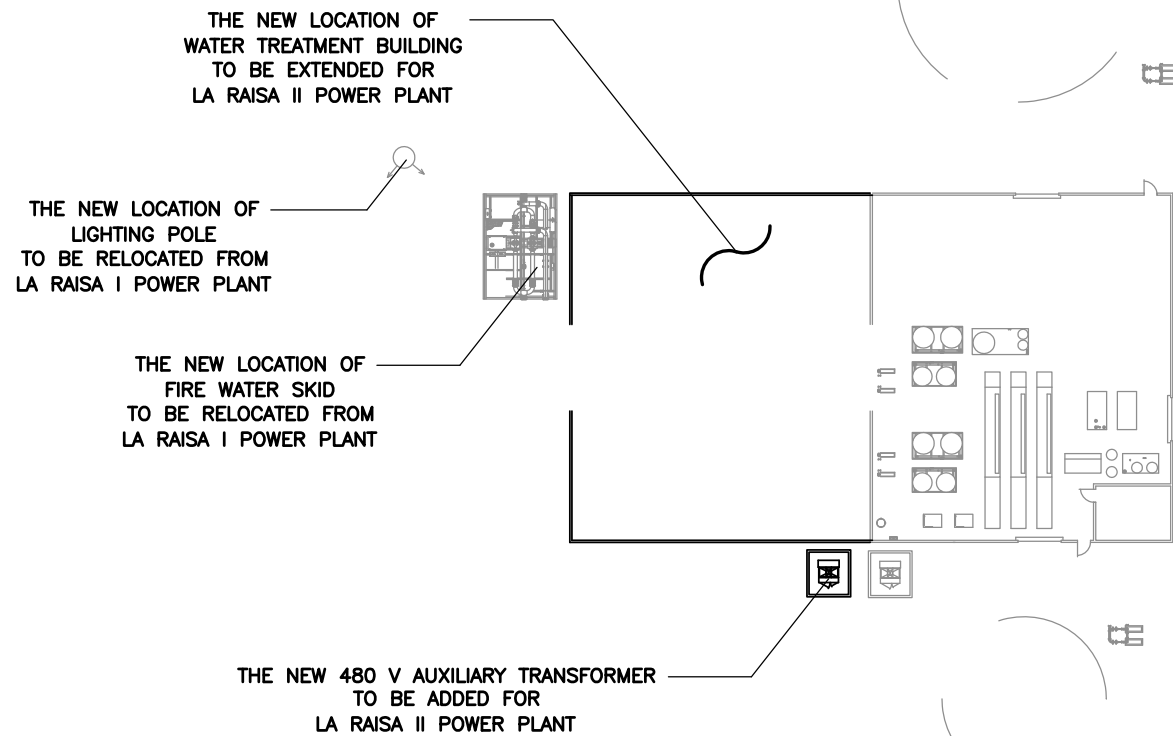 THE NEW LOCATION OF
WATER TREATMENT BUILDING
TO BE EXTENDED FOR
LA RAISA II POWER PLANT
THE NEW LOCATION OF
LIGHTING POLE
TO BE RELOCATED FROM
LA RAISA I POWER PLANT
THE NEW LOCATION OF
FIRE WATER SKID
TO BE RELOCATED FROM
LA RAISA I POWER PLANT
THE NEW 480 V AUXILIARY TRANSFORMER
TO BE ADDED FOR
LA RAISA II POWER PLANT